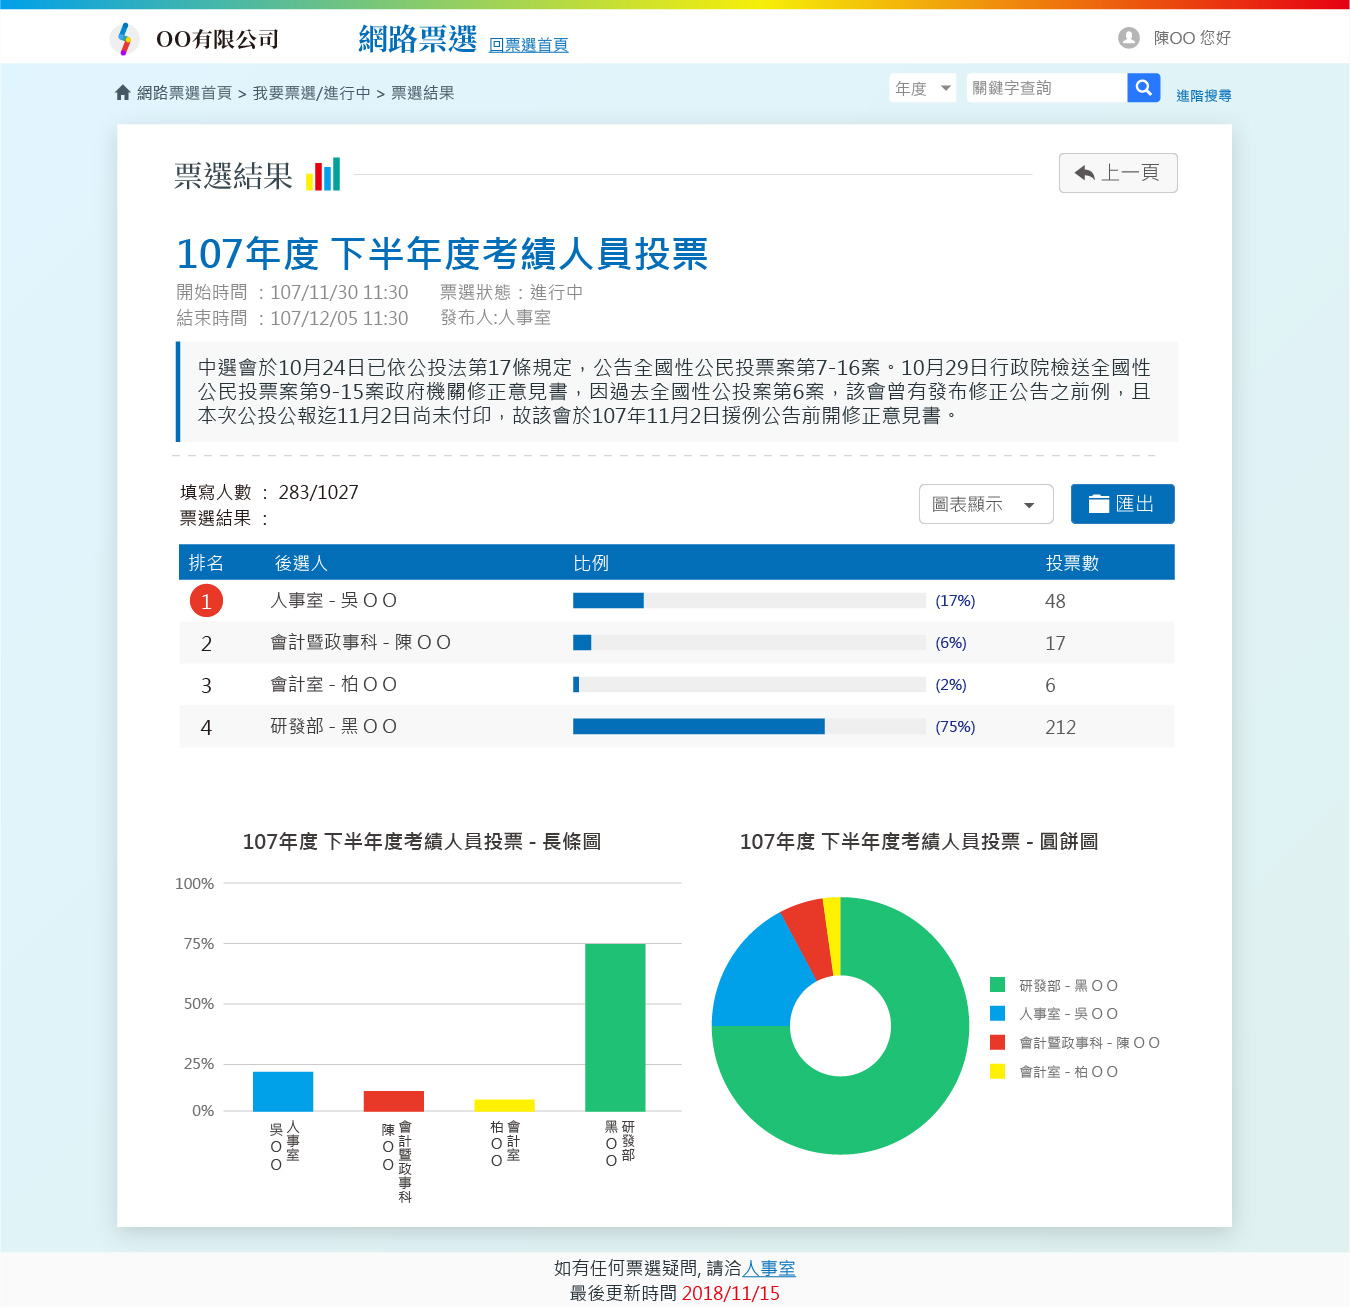 OO有限公司
網路票選 回票選首頁
陳OO 您好
網路票選首頁 > 我要票選/進行中 > 票選結果
年度
關鍵字查詢
進階搜尋
票選結果
上一頁
107年度 下半年度考績人員投票
開始時間 : 107/11/30 11:30
票選狀態 : 進行中
結束時間 : 107/12/05 11:30
發布人:人事室
中選會於10月24日已依公投法第17條規定，公告全國性公民投票案第7-16案。10月29日行政院檢送全國性
公民投票案第9-15案政府機關修正意見書，因過去全國性公投案第6案，該會曾有發布修正公告之前例，且
本次公投公報迄11月2日尚未付印，故該會於107年11月2日援例公告前開修正意見書。
填寫人數 : 283/1027
票選結果 :
圖表顯示
匯出
排名 後選人 比例 投票數
1 人事室 - 吳ＯＯ (17%) 48
2 會計暨政事科 - 陳ＯＯ (6%) 17
3 會計室 - 柏ＯＯ (2%) 6
4 研發部 - 黑ＯＯ (75%) 212
107年度 下半年度考績人員投票 - 長條圖
100%
75%
50%
25%
0%
人事室
吳ＯＯ
會計暨政事科
陳ＯＯ
會計室
柏ＯＯ
研發部
黑ＯＯ
107年度 下半年度考績人員投票 - 圓餅圖
研發部 - 黑ＯＯ
人事室 - 吳ＯＯ
會計暨政事科 - 陳ＯＯ
會計室 - 柏ＯＯ
如有任何票選疑問, 請洽人事室
最後更新時間 2018/11/15